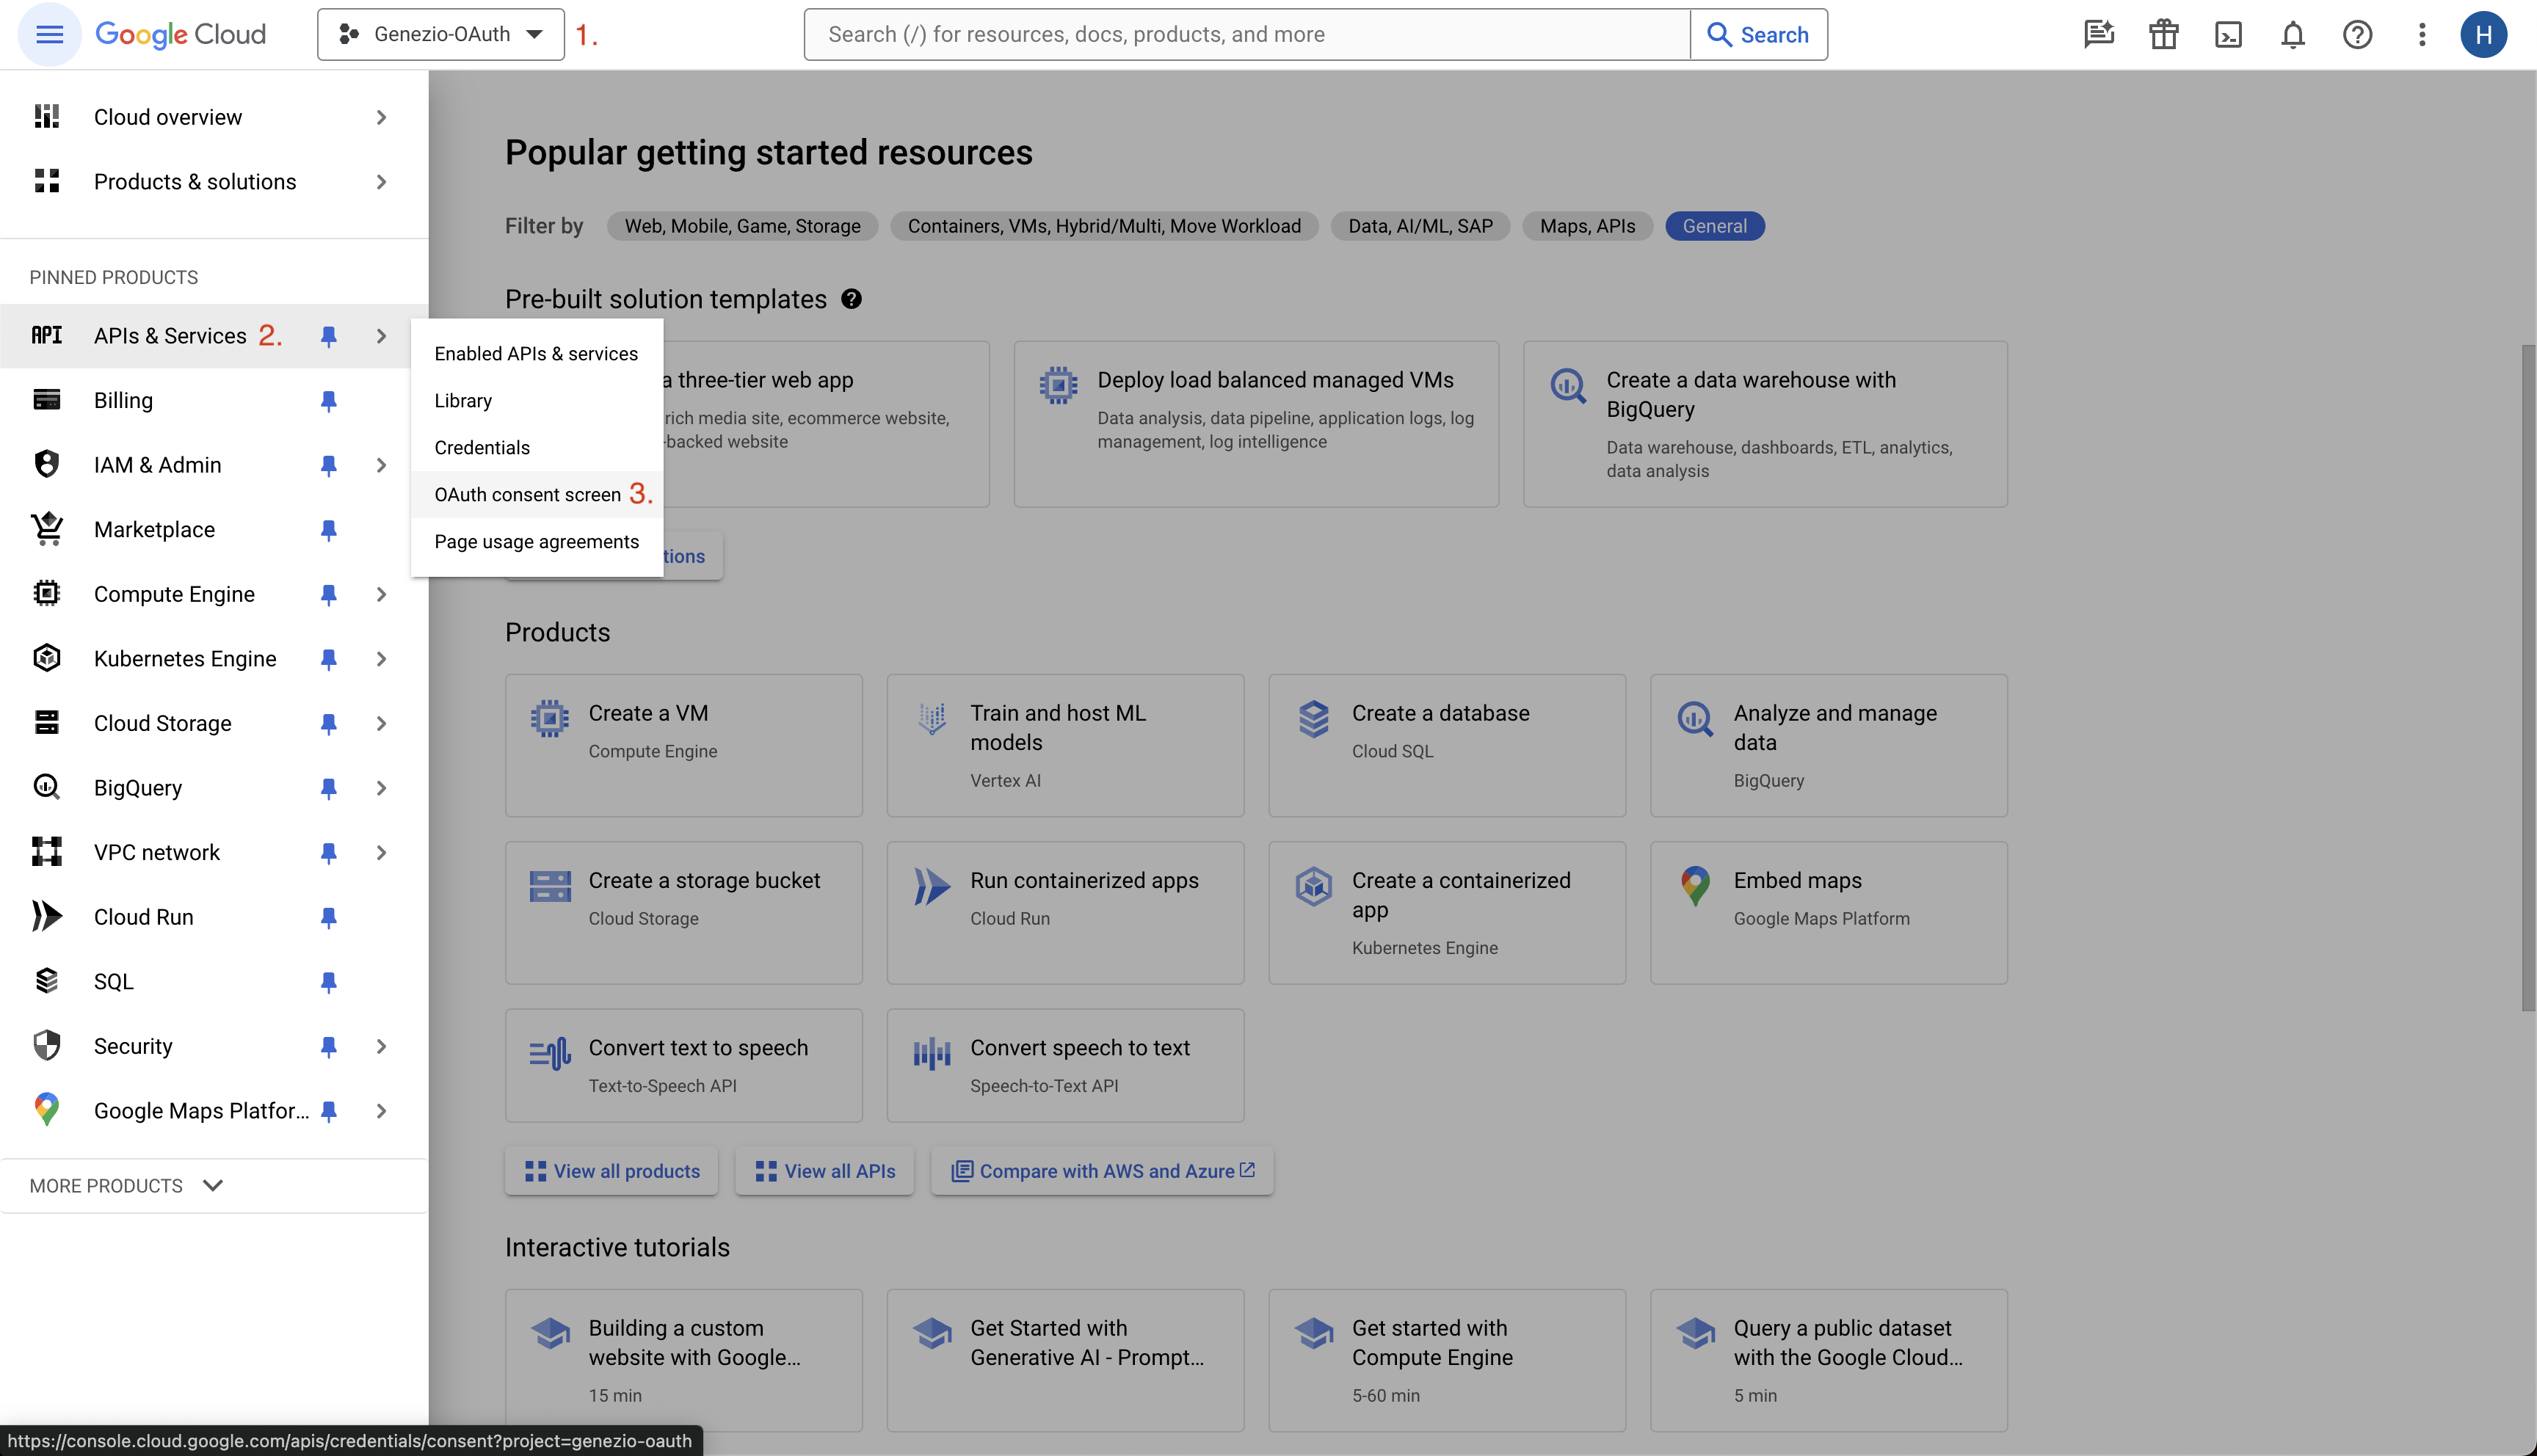 Google Cloud
Genezio-OAuth
1.
Search (/) for resources, docs, products, and more
Search
H
Cloud overview
Products & solutions
PINNED PRODUCTS
API
APIs & Services
2.
Billing
IAM & Admin
Marketplace
Compute Engine
Kubernetes Engine
Cloud Storage
BigQuery
VPC network
Cloud Run
SQL
Security
Google Maps Platfor...
MORE PRODUCTS
Enabled APIs & services
Library
Credentials
OAuth consent screen
3.
Page usage agreements
Popular getting started resources
Filter by
Web, Mobile, Game, Storage
Containers, VMs, Hybrid/Multi, Move Workload
Data, AI/ML, SAP
Maps, APIs
General
Pre-built solution templates
a three-tier web app
rich media site, ecommerce website,
-backed website
Deploy load balanced managed VMs
Data analysis, data pipeline, application logs, log
management, log intelligence
Create a data warehouse with
BigQuery
Data warehouse, dashboards, ETL, analytics,
data analysis
tions
Products
Create a VM
Compute Engine
Train and host ML
models
Vertex AI
Create a database
Cloud SQL
Analyze and manage
data
BigQuery
Create a storage bucket
Cloud Storage
Run containerized apps
Cloud Run
Create a containerized
app
Kubernetes Engine
Embed maps
Google Maps Platform
Convert text to speech
Text-to-Speech API
Convert speech to text
Speech-to-Text API
View all products
View all APIs
Compare with AWS and Azure
Interactive tutorials
Building a custom
website with Google...
15 min
Get Started with
Generative AI - Prompt...
Get started with
Compute Engine
5-60 min
Query a public dataset
with the Google Cloud...
5 min
https://console.cloud.google.com/apis/credentials/consent?project=genezio-oauth